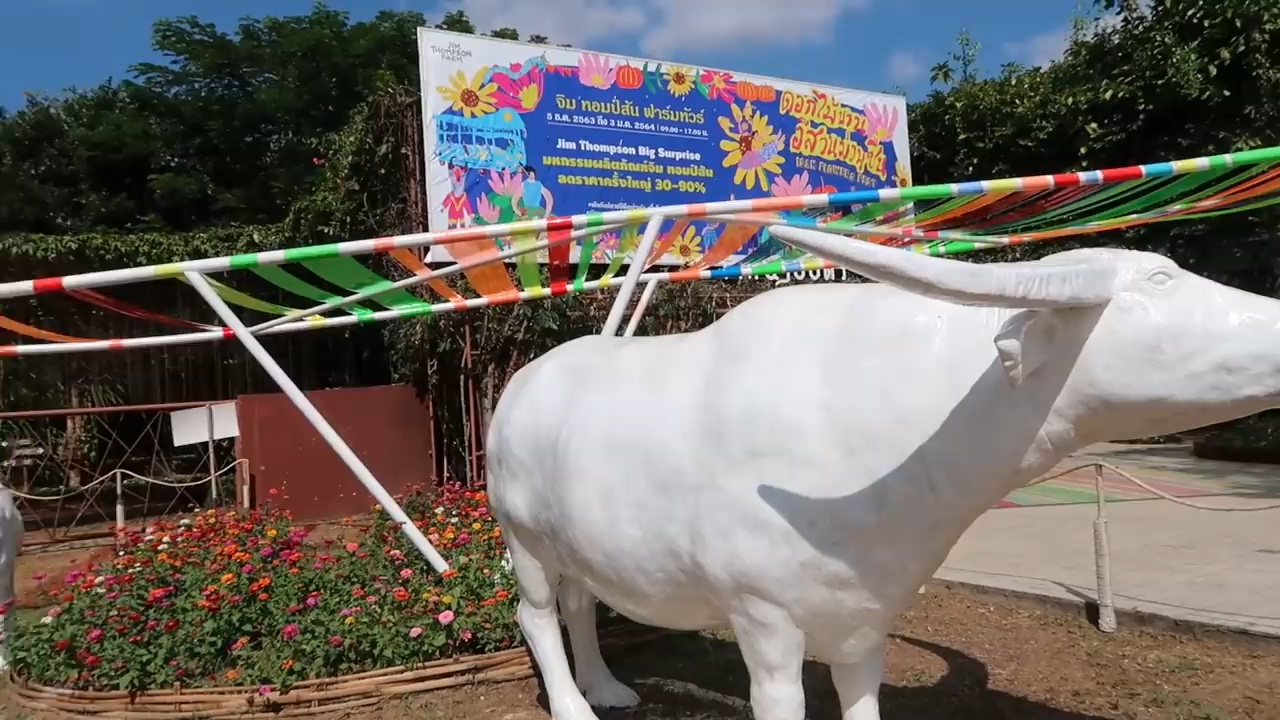 JIM
THOMPSON
FARM
จิม ทอมป์สัน ฟาร์มทัวร์
5 ธ.ค. 2563 ถึง 3 ม.ค. 2564 | 09.00 - 17.00 น.
Jim Thompson Big Surprise
มหกรรมผลิตภัณฑ์จิม ทอมป์สัน
ลดราคาครั้งใหญ่ 30-90%
ดอกไม้บาน
อีสานม่วนซื่น
ISAN FLOWERS FEST